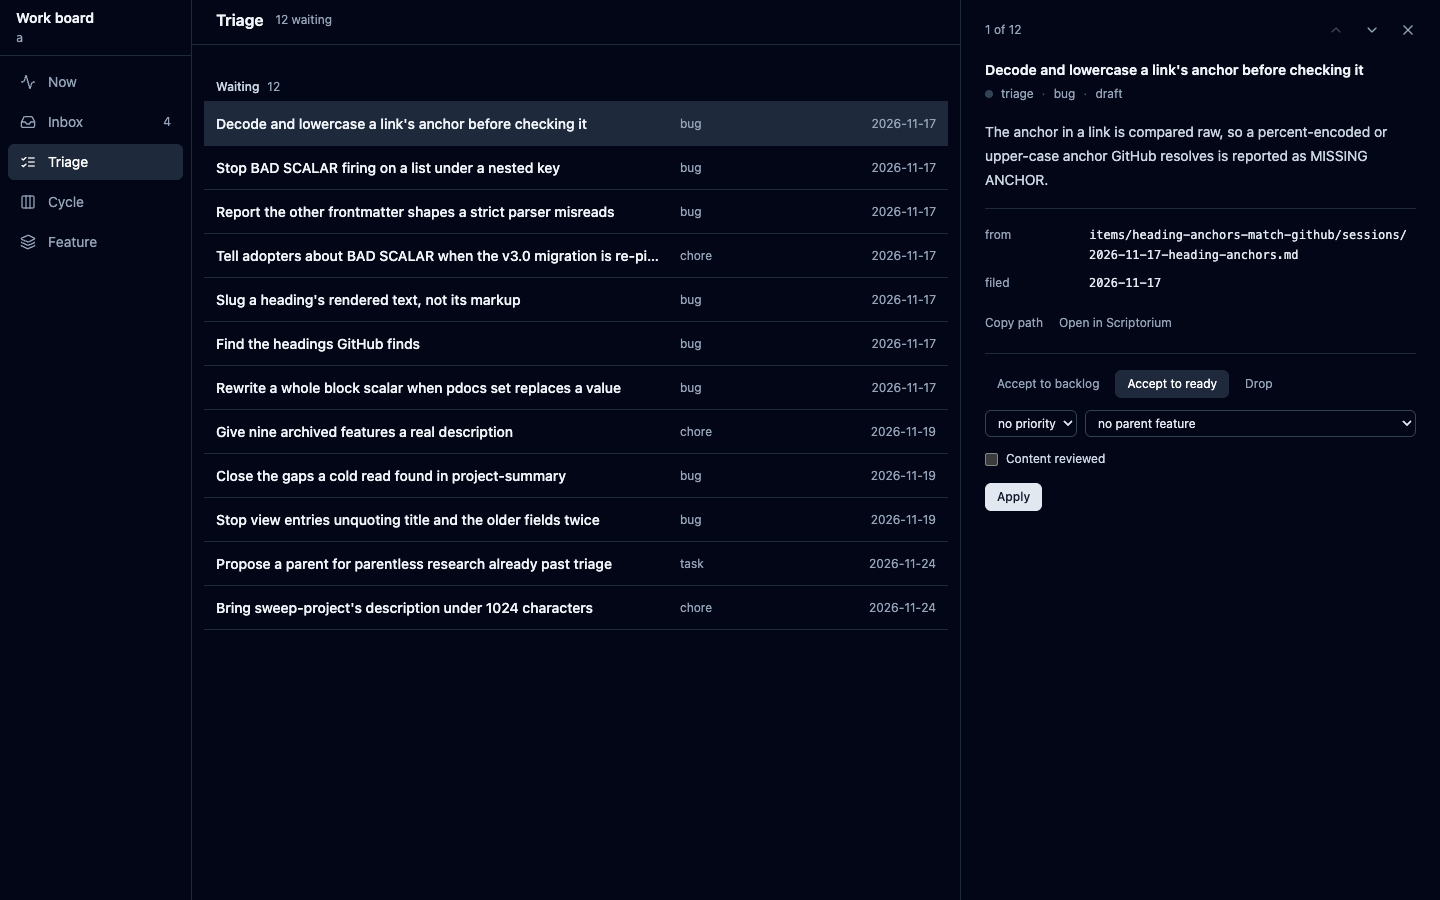 Work board
a
Now
Inbox 4
Triage
Cycle
Feature
Triage 12 waiting
Waiting 12
Decode and lowercase a link's anchor before checking it bug 2026-11-17
Stop BAD SCALAR firing on a list under a nested key bug 2026-11-17
Report the other frontmatter shapes a strict parser misreads bug 2026-11-17
Tell adopters about BAD SCALAR when the v3.0 migration is re-pi... chore 2026-11-17
Slug a heading's rendered text, not its markup bug 2026-11-17
Find the headings GitHub finds bug 2026-11-17
Rewrite a whole block scalar when pdocs set replaces a value bug 2026-11-17
Give nine archived features a real description chore 2026-11-19
Close the gaps a cold read found in project-summary bug 2026-11-19
Stop view entries unquoting title and the older fields twice bug 2026-11-19
Propose a parent for parentless research already past triage task 2026-11-24
Bring sweep-project's description under 1024 characters chore 2026-11-24
1 of 12
Decode and lowercase a link's anchor before checking it
triage · bug · draft
The anchor in a link is compared raw, so a percent-encoded or
upper-case anchor GitHub resolves is reported as MISSING
ANCHOR.
from items/heading-anchors-match-github/sessions/
2026-11-17-heading-anchors.md
filed 2026-11-17
Copy path Open in Scriptorium
Accept to backlog Accept to ready Drop
no priority no parent feature
Content reviewed
Apply